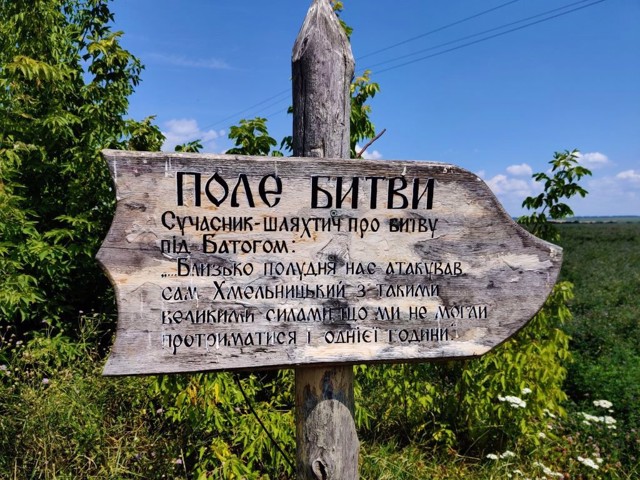 ПОЛЕ БИТВИ
Сучасник-шляхтич про битву
під Батогом:
"...Близько полудня нас атакував
сам Хмельницький з такими
великими силами, що ми не могли
протриматися і однієї години".